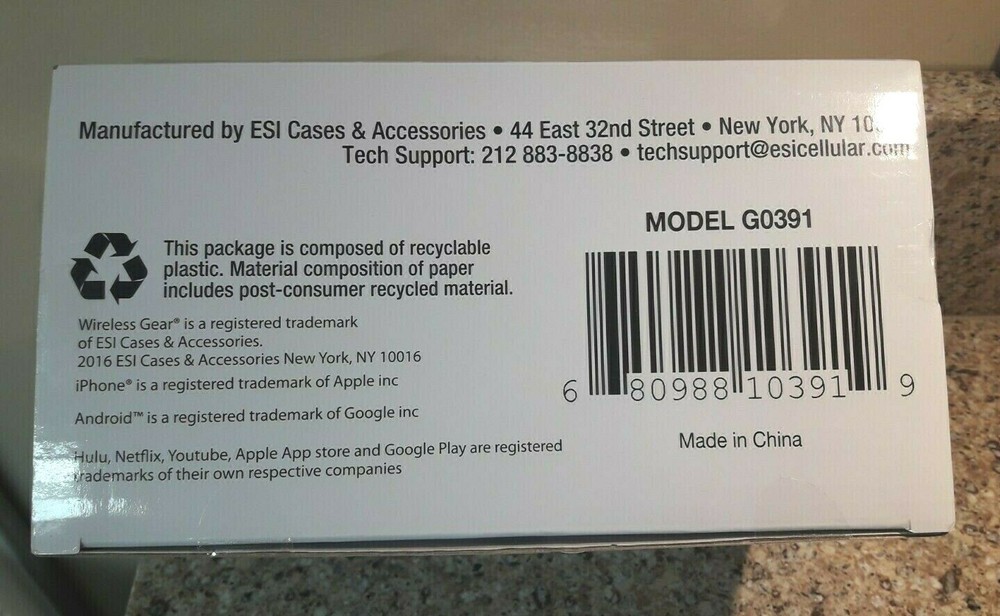 Manufactured by ESI Cases & Accessories • 44 East 32nd Street • New York, NY
Tech Support: 212 883-8838 • techsupport@esicellular.com
MODEL G0391
This package is composed of recyclable
plastic. Material composition of paper
includes post-consumer recycled material.
Wireless Gear® is a registered trademark
of ESI Cases & Accessories.
2016 ESI Cases & Accessories New York, NY 10016
iPhone® is a registered trademark of Apple inc
Android™ is a registered trademark of Google inc
Hulu, Netflix, Youtube, Apple App store and Google Play are registered
trademarks of their own respective companies
6 80988 10391 9
Made in China